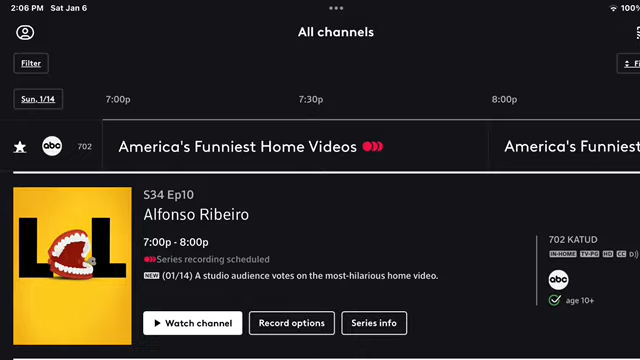 2:06 PM Sat Jan 6
100%
All channels
Filter
Sun, 1/14
7:00p
7:30p
8:00p
abc
702
America's Funniest Home Videos
America's Funniest
LOL
S34 Ep10
Alfonso Ribeiro
7:00p - 8:00p
Series recording scheduled
NEW (01/14) A studio audience votes on the most-hilarious home video.
Watch channel
Record options
Series info
702 KATUD
IN-HOME TV-PG HD CC D))
abc
age 10+